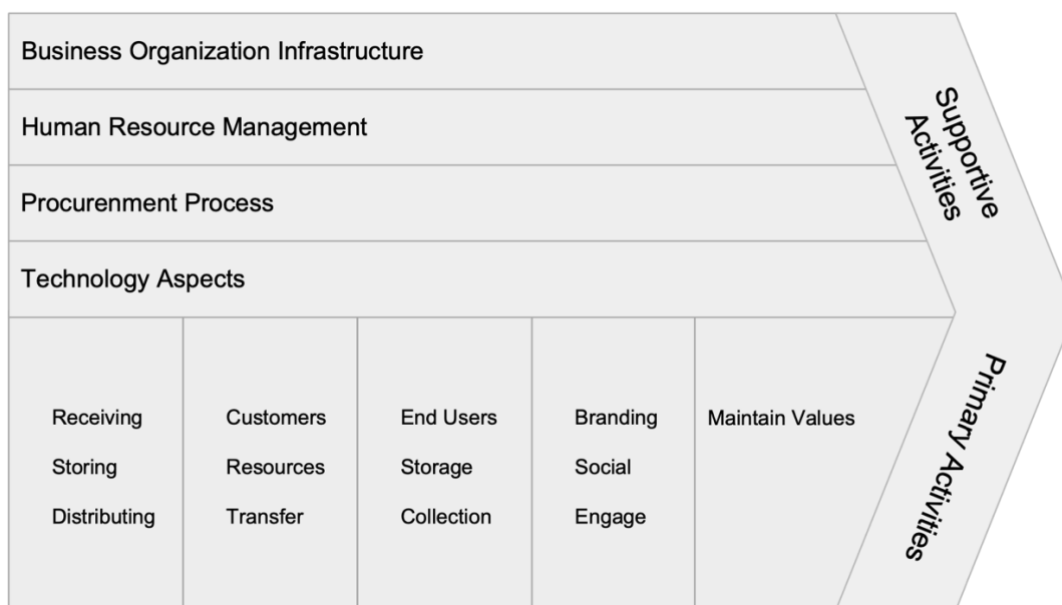 Business Organization Infrastructure
Human Resource Management
Procurenment Process
Technology Aspects
Supportive
Activities
Receiving
Storing
Distributing
Customers
Resources
Transfer
End Users
Storage
Collection
Branding
Social
Engage
Maintain Values
Primary Activities